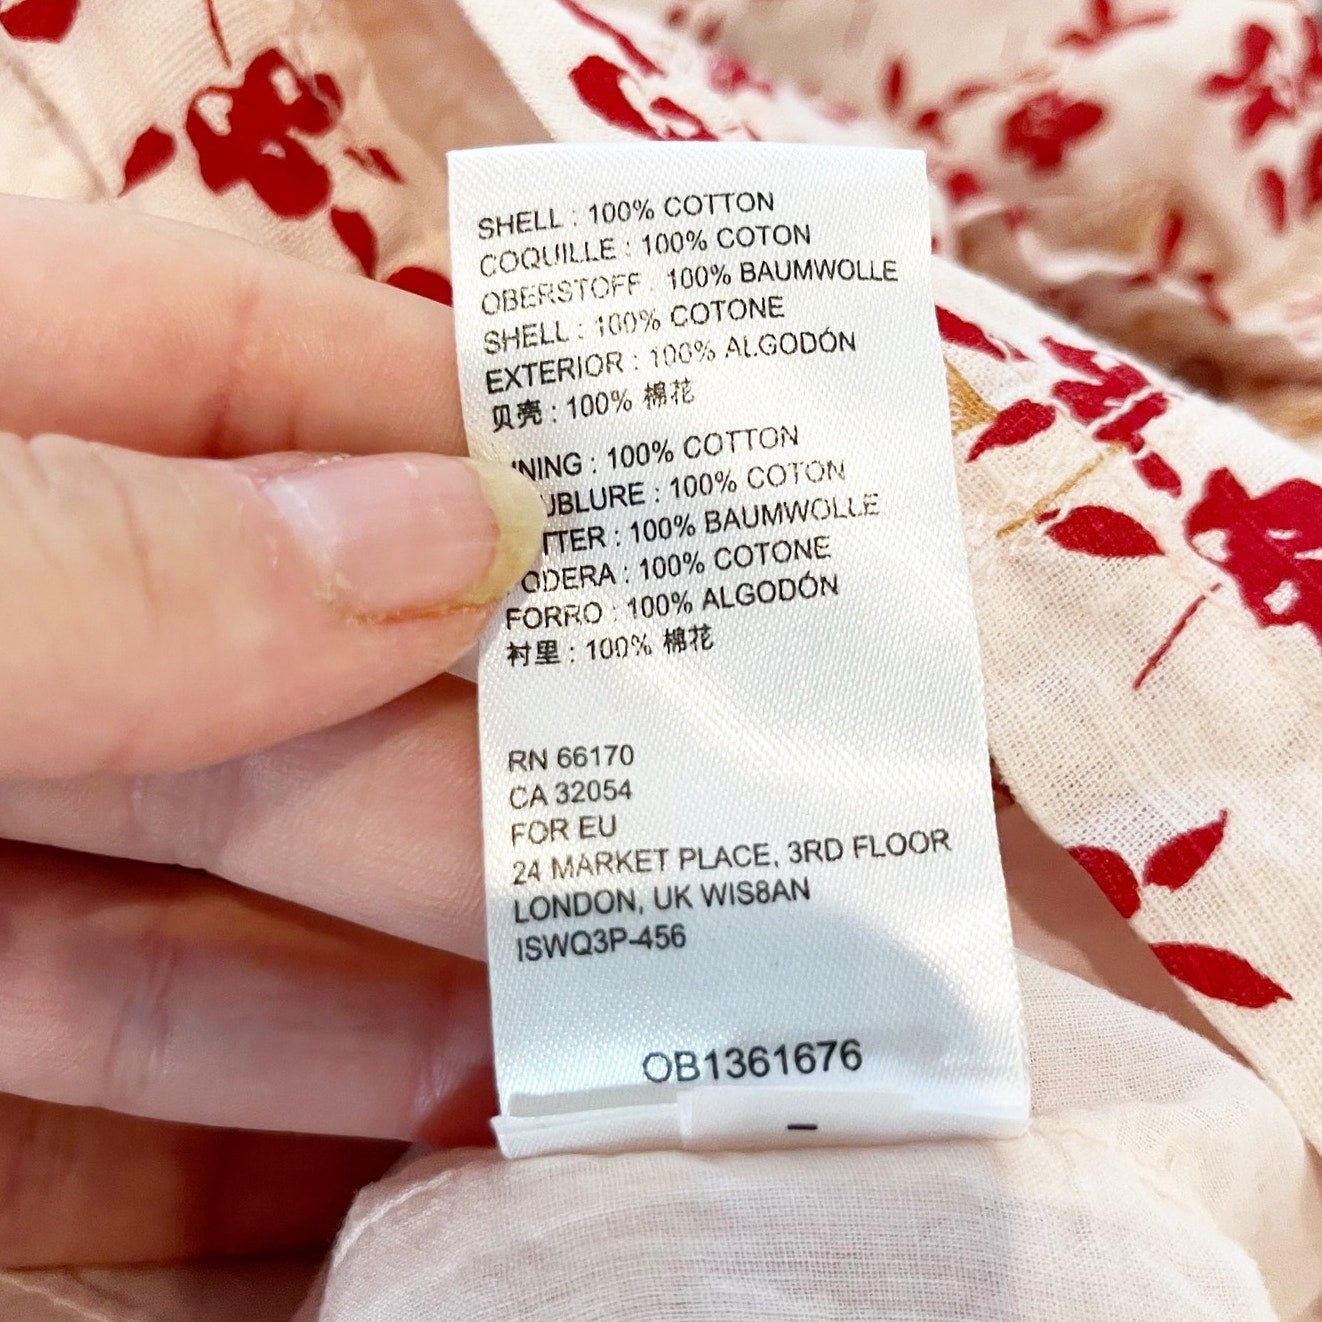 SHELL : 100% COTTON
COQUILLE : 100% COTON
OBERSTOFF : 100% BAUMWOLLE
SHELL : 100% COTONE
EXTERIOR : 100% ALGODÓN
贝壳 : 100% 棉花
: 100% COTTON
: 100% COTON
: 100% BAUMWOLLE
: 100% COTONE
FORRO : 100% ALGODÓN
衬里 : 100% 棉花
RN 66170
CA 32054
FOR EU
24 MARKET PLACE, 3RD FLOOR
LONDON, UK WIS8AN
ISWQ3P-456
OB1361676